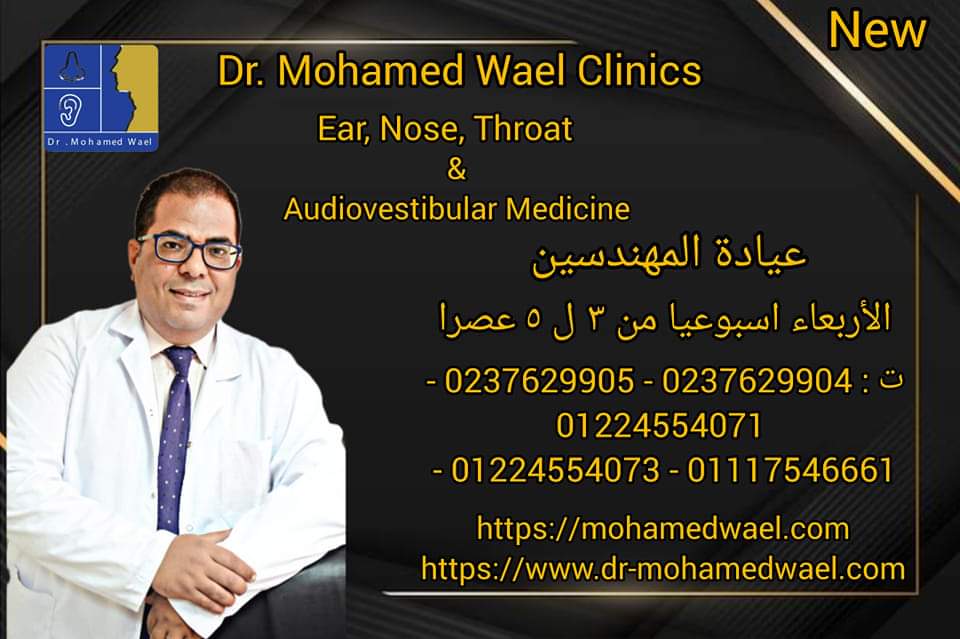 New
Dr. Mohamed Wael
Dr. Mohamed Wael Clinics
Ear, Nose, Throat
&
Audiovestibular Medicine
عيادة المهندسين
الأربعاء اسبوعيا من ٣ ل ٥ عصرا
ت : 0237629904 - 0237629905 -
01224554071
01117546661 - 01224554073 -
https://mohamedwael.com
https://www.dr-mohamedwael.com